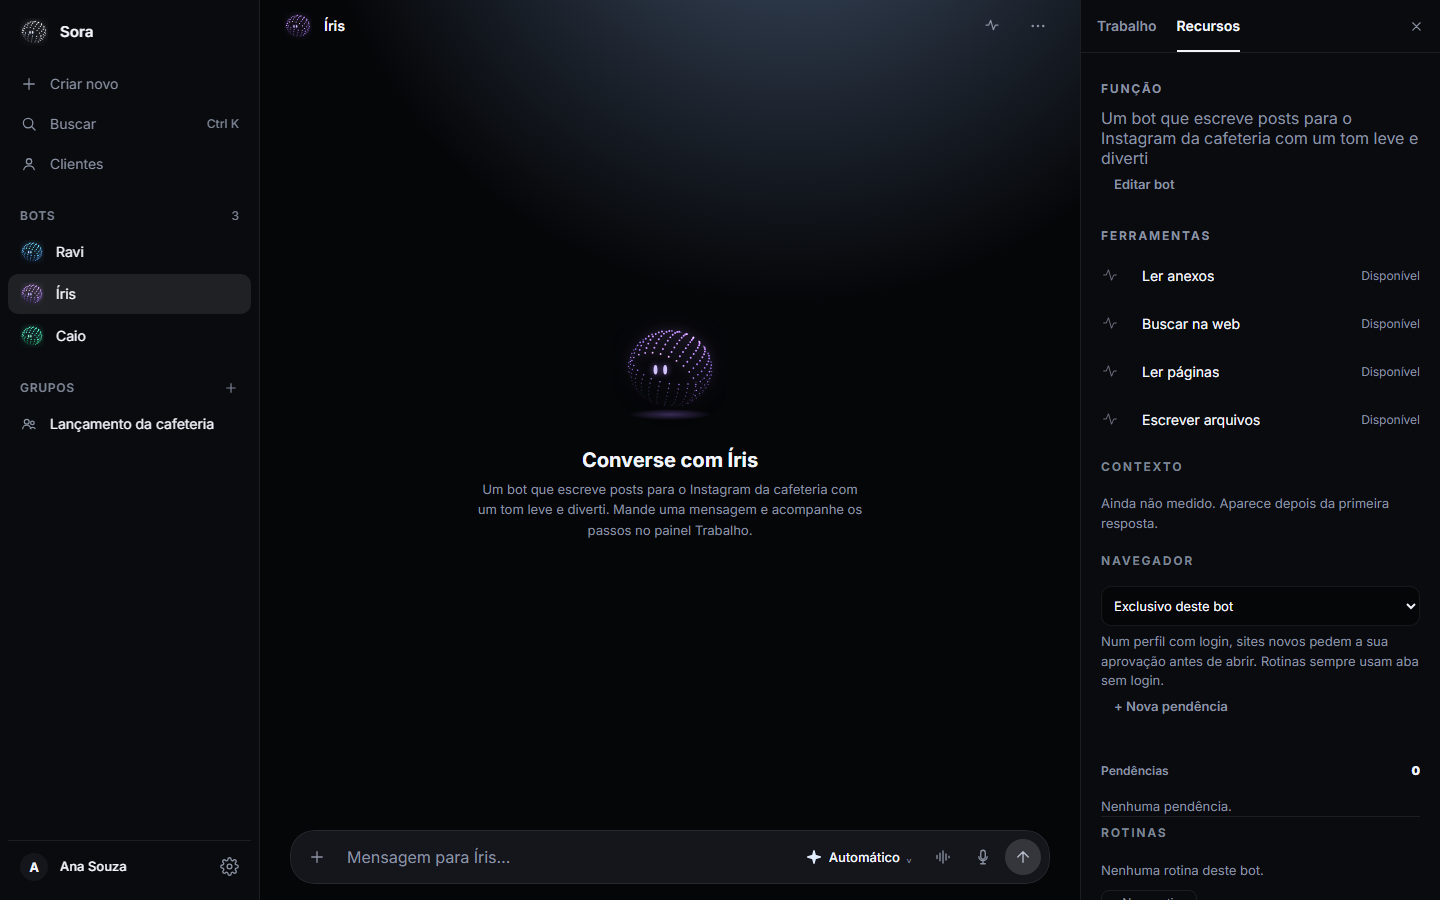 Sora
Criar novo
Buscar Ctrl K
Clientes
BOTS 3
Ravi
Íris
Caio
GRUPOS
Lançamento da cafeteria
A Ana Souza
Íris
Converse com Íris
Um bot que escreve posts para o Instagram da cafeteria com
um tom leve e diverti. Mande uma mensagem e acompanhe os
passos no painel Trabalho.
Mensagem para Íris...
Automático
Trabalho Recursos
FUNÇÃO
Um bot que escreve posts para o
Instagram da cafeteria com um tom leve e
diverti
Editar bot
FERRAMENTAS
Ler anexos Disponível
Buscar na web Disponível
Ler páginas Disponível
Escrever arquivos Disponível
CONTEXTO
Ainda não medido. Aparece depois da primeira
resposta.
NAVEGADOR
Exclusivo deste bot
Num perfil com login, sites novos pedem a sua
aprovação antes de abrir. Rotinas sempre usam aba
sem login.
+ Nova pendência
Pendências 0
Nenhuma pendência.
ROTINAS
Nenhuma rotina deste bot.